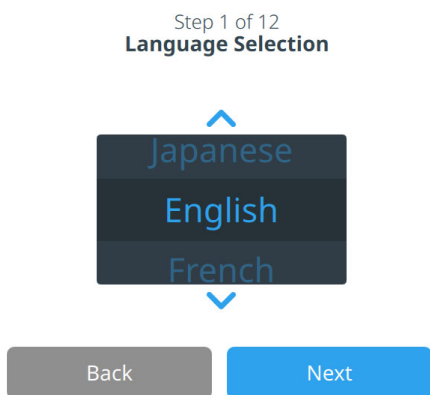 Step 1 of 12
Language Selection
Japanese
English
French
Back
Next